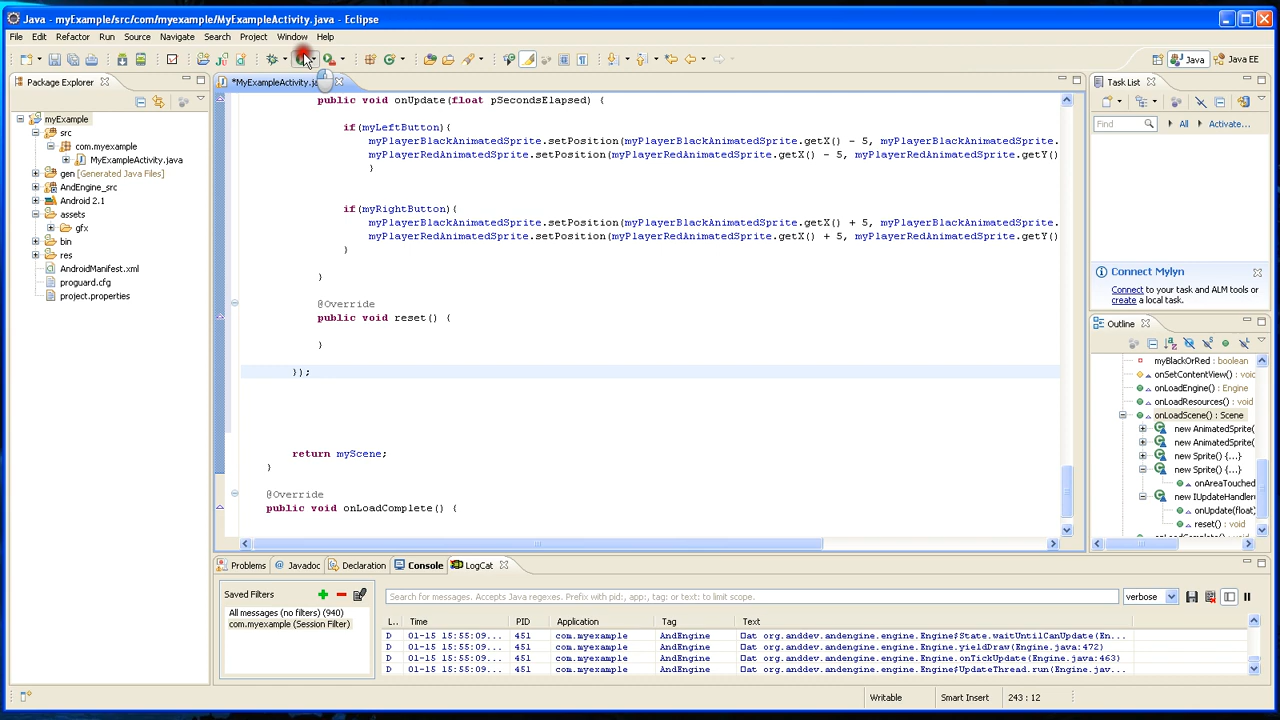 Java - myExample/src/com/myexample/MyExampleActivity.java - Eclipse
File Edit Refactor Run Source Navigate Search Project Window Help
Java Java EE
Package Explorer
myExample
src
com.myexample
MyExampleActivity.java
gen [Generated Java Files]
AndEngine_src
Android 2.1
assets
gfx
bin
res
AndroidManifest.xml
proguard.cfg
project.properties
*MyExampleActivity.ja
public void onUpdate(float pSecondsElapsed) {
if(myLeftButton){
myPlayerBlackAnimatedSprite.setPosition(myPlayerBlackAnimatedSprite.getX() - 5, myPlayerBlackAnimatedSprite.
myPlayerRedAnimatedSprite.setPosition(myPlayerRedAnimatedSprite.getX() - 5, myPlayerRedAnimatedSprite.getY()
}
if(myRightButton){
myPlayerBlackAnimatedSprite.setPosition(myPlayerBlackAnimatedSprite.getX() + 5, myPlayerBlackAnimatedSprite.
myPlayerRedAnimatedSprite.setPosition(myPlayerRedAnimatedSprite.getX() + 5, myPlayerRedAnimatedSprite.getY()
}
}
@Override
public void reset() {
}
});
return myScene;
}
@Override
public void onLoadComplete() {
Task List
Find All Activate...
Connect Mylyn
Connect to your task and ALM tools or
create a local task.
Outline
myBlackOrRed : boolean
onSetContentView() : void
onLoadEngine() : Engine
onLoadResources() : void
onLoadScene() : Scene
new AnimatedSprite(
new AnimatedSprite(
new Sprite() {...}
new Sprite() {...}
onAreaTouched
new IUpdateHandler
onUpdate(float)
reset() : void
Problems Javadoc Declaration Console LogCat
Saved Filters
All messages (no filters) (940)
com.myexample (Session Filter)
Search for messages. Accepts Java regexes. Prefix with pid:, app:, tag: or text: to limit scope.
verbose
L.. Time PID Application Tag Text
D 01-15 15:55:09... 451 com.myexample AndEngine at org.anddev.andengine.engine.Engine$State.waitUntilCanUpdate(En...
D 01-15 15:55:09... 451 com.myexample AndEngine at org.anddev.andengine.engine.Engine.yieldDraw(Engine.java:472)
D 01-15 15:55:09... 451 com.myexample AndEngine at org.anddev.andengine.engine.Engine.onTickUpdate(Engine.java:463)
D 01-15 15:55:09... 451 com.myexample AndEngine at org.anddev.andengine.engine.Engine$UpdateThread.run(Engine.jav...
Writable Smart Insert 243 : 12